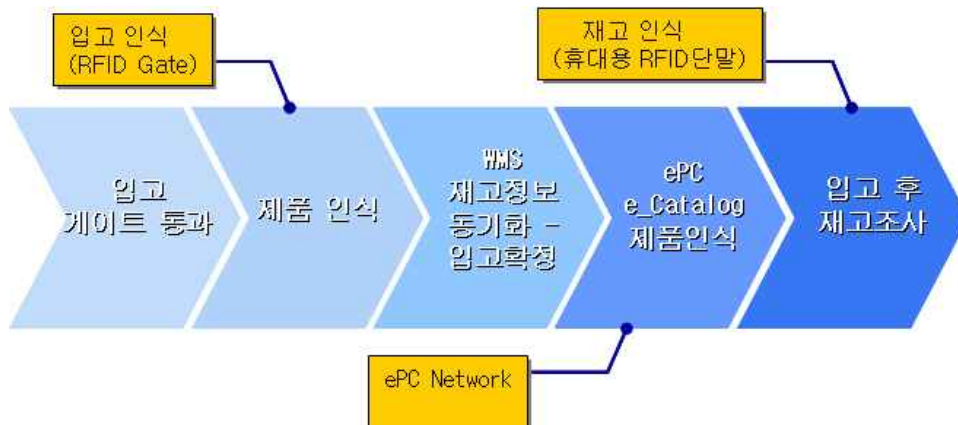 입고 인식
(RFID Gate)
재고 인식
(휴대용 RFID단말)
입고
게이트 통과
제품 인식
WMS
재고정보
동기화 -
입고확정
ePC
e_Catalog
제품인식
입고 후
재고조사
ePC Network